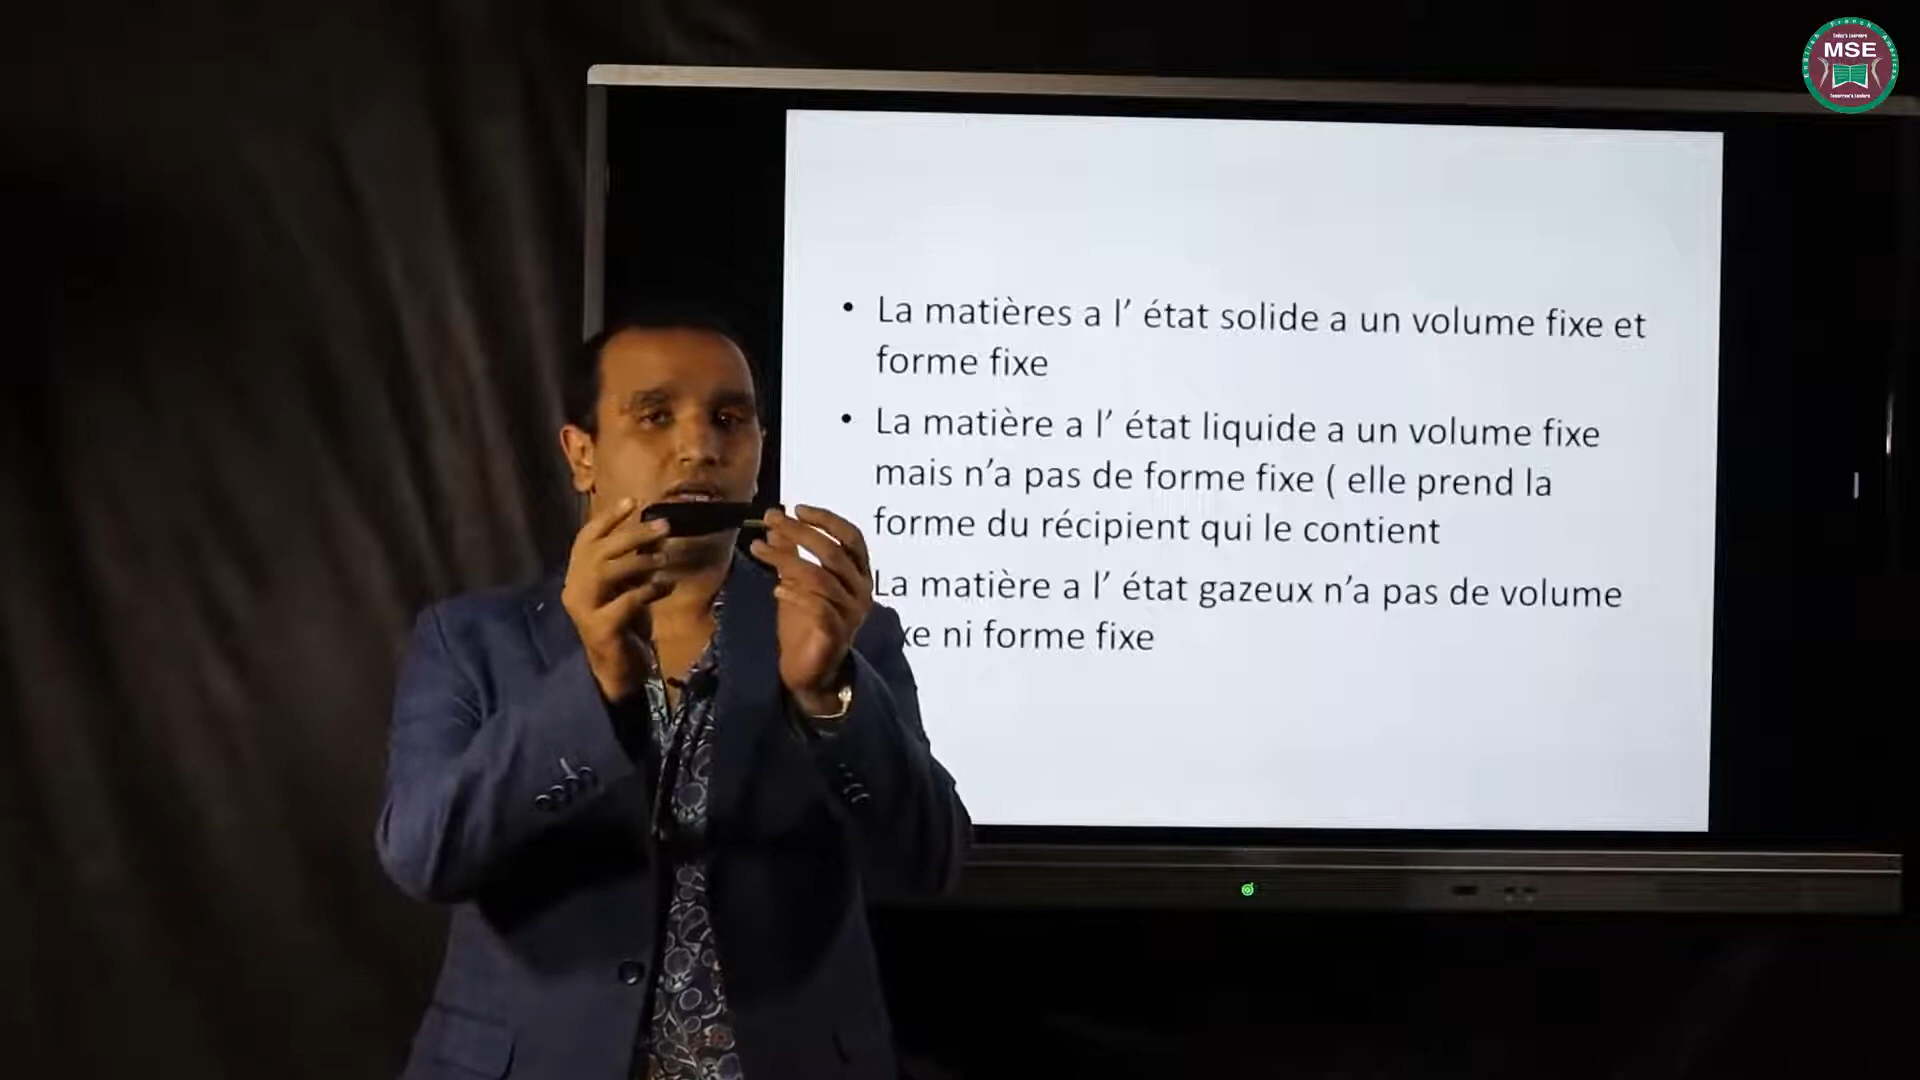 MSE
• La matières a l’ état solide a un volume fixe et
forme fixe
• La matière a l’ état liquide a un volume fixe
mais n’a pas de forme fixe ( elle prend la
forme du récipient qui le contient
La matière a l’ état gazeux n’a pas de volume
xe ni forme fixe